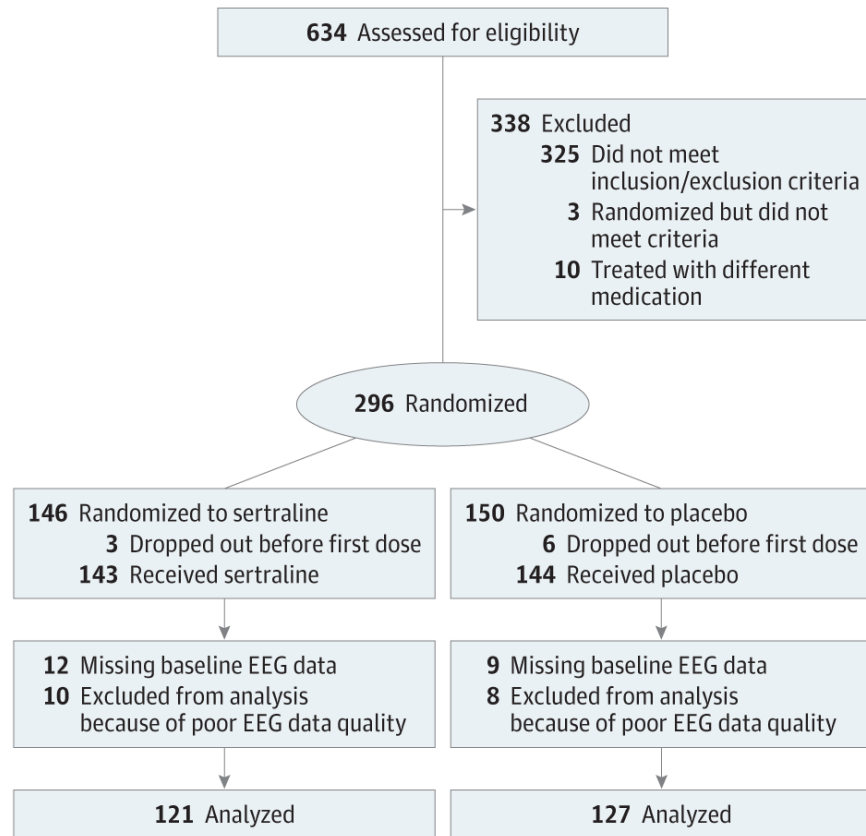 634 Assessed for eligibility
338 Excluded
325 Did not meet
inclusion/exclusion criteria
3 Randomized but did not
meet criteria
10 Treated with different
medication
296 Randomized
146 Randomized to sertraline
3 Dropped out before first dose
143 Received sertraline
150 Randomized to placebo
6 Dropped out before first dose
144 Received placebo
12 Missing baseline EEG data
10 Excluded from analysis
because of poor EEG data quality
9 Missing baseline EEG data
8 Excluded from analysis
because of poor EEG data quality
121 Analyzed
127 Analyzed